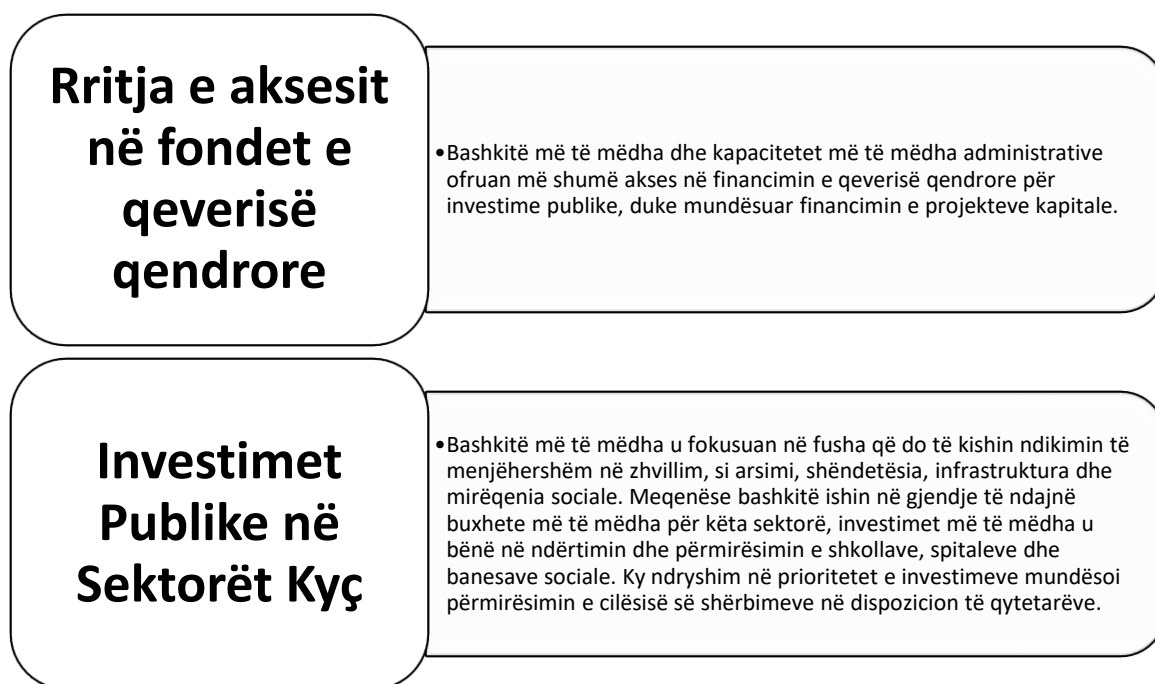 Rritja e aksesit
në fondet e
qeverisë
qendrore
•Bashkitë më të mëdha dhe kapacitetet më të mëdha administrative
ofruan më shumë akses në financimin e qeverisë qendrore për
investime publike, duke mundësuar financimin e projekteve kapitale.
Investimet
Publike në
Sektorët Kyç
•Bashkitë më të mëdha u fokusuan në fusha që do të kishin ndikimin të
menjëhershëm në zhvillim, si arsimi, shëndetësia, infrastruktura dhe
mirëqenia sociale. Meqenëse bashkitë ishin në gjendje të ndajnë
buxhete më të mëdha për këta sektorë, investimet më të mëdha u
bënë në ndërtimin dhe përmirësimin e shkollave, spitaleve dhe
banesave sociale. Ky ndryshim në prioritetet e investimeve mundësoi
përmirësimin e cilësisë së shërbimeve në dispozicion të qytetarëve.